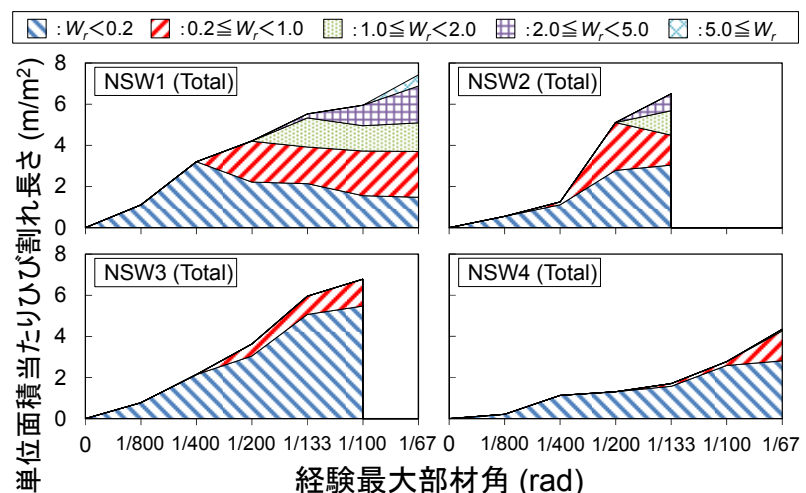 :Wr＜0.2 :0.2≦Wr＜1.0 :1.0≦Wr＜2.0 :2.0≦Wr＜5.0 :5.0≦Wr
単位面積当たりひび割れ長さ (m/m²)
8
6
4
2
0
NSW1 (Total)
NSW2 (Total)
8
6
4
2
0
NSW3 (Total)
NSW4 (Total)
0 1/800 1/400 1/200 1/133 1/100 1/67
0 1/800 1/400 1/200 1/133 1/100 1/67
経験最大部材角 (rad)